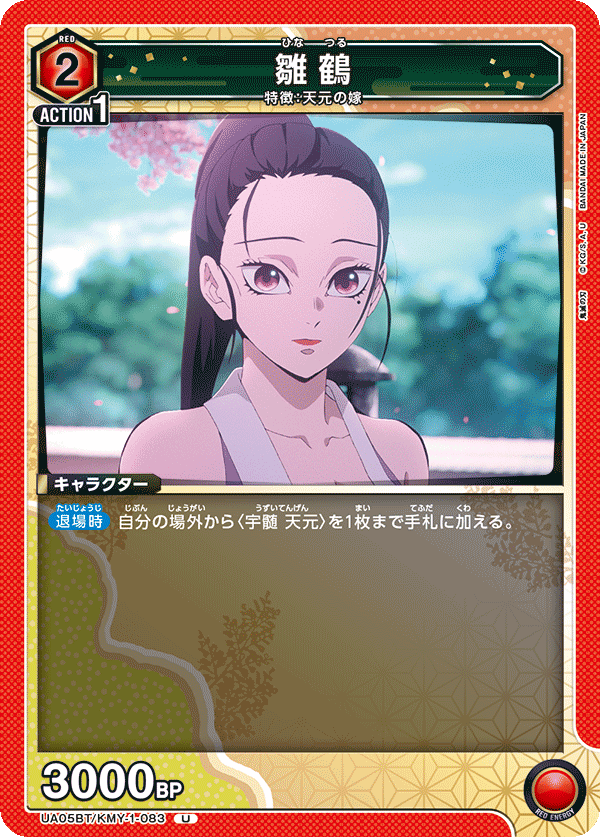 RED
2
ACTION 1
ひな つる
雛鶴
特徴:天元の嫁
©KG/S,A,U BANDAI MADE IN JAPAN
鬼滅の刃
キャラクター
たいじょうじ じぶん じょうがい うずいてんげん まい てふだ くわ
退場時 自分の場外から〈宇髄 天元〉を1枚まで手札に加える。
3000BP
RED ENERGY
UA05BT/KMY-1-083 U